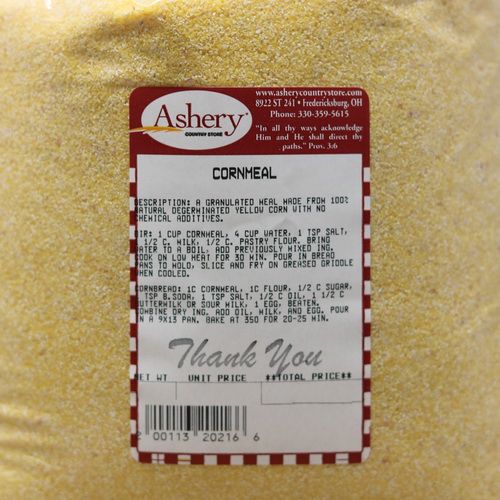 Ashery
COUNTRY STORE
www.asherycountrystore.com
8922 ST 241 • Fredericksburg, OH
Phone: 330-359-5615
"In all thy ways acknowledge
Him and He shall direct thy
paths." Prov. 3:6
CORNMEAL
DESCRIPTION: A GRANULATED MEAL MADE FROM 100%
NATURAL DEGERMINATED YELLOW CORN WITH NO
CHEMICAL ADDITIVES.
DIR: 1 CUP CORNMEAL, 4 CUP WATER, 1 TSP SALT,
1 1/2 C. MILK, 1/2 C. PASTRY FLOUR. BRING
WATER TO A BOIL, ADD PREVIOUSLY MIXED ING.
COOK ON LOW HEAT FOR 30 MIN. POUR IN BREAD
PANS TO MOLD, SLICE AND FRY ON GREASED GRIDDLE
WHEN COOLED.
CORNBREAD: 1C CORNMEAL, 1C FLOUR, 1/2 C SUGAR,
TSP B.SODA, 1 TSP SALT, 1/2 C OIL, 1 1/2 C
BUTTERMILK OR SOUR MILK, 1 EGG, BEATEN.
COMBINE DRY ING. ADD OIL, MILK, AND EGG. POUR
IN A 9X13 PAN. BAKE AT 350 FOR 20-25 MIN.
Thank You
NET WT UNIT PRICE **TOTAL PRICE**
2 00113 20216 6